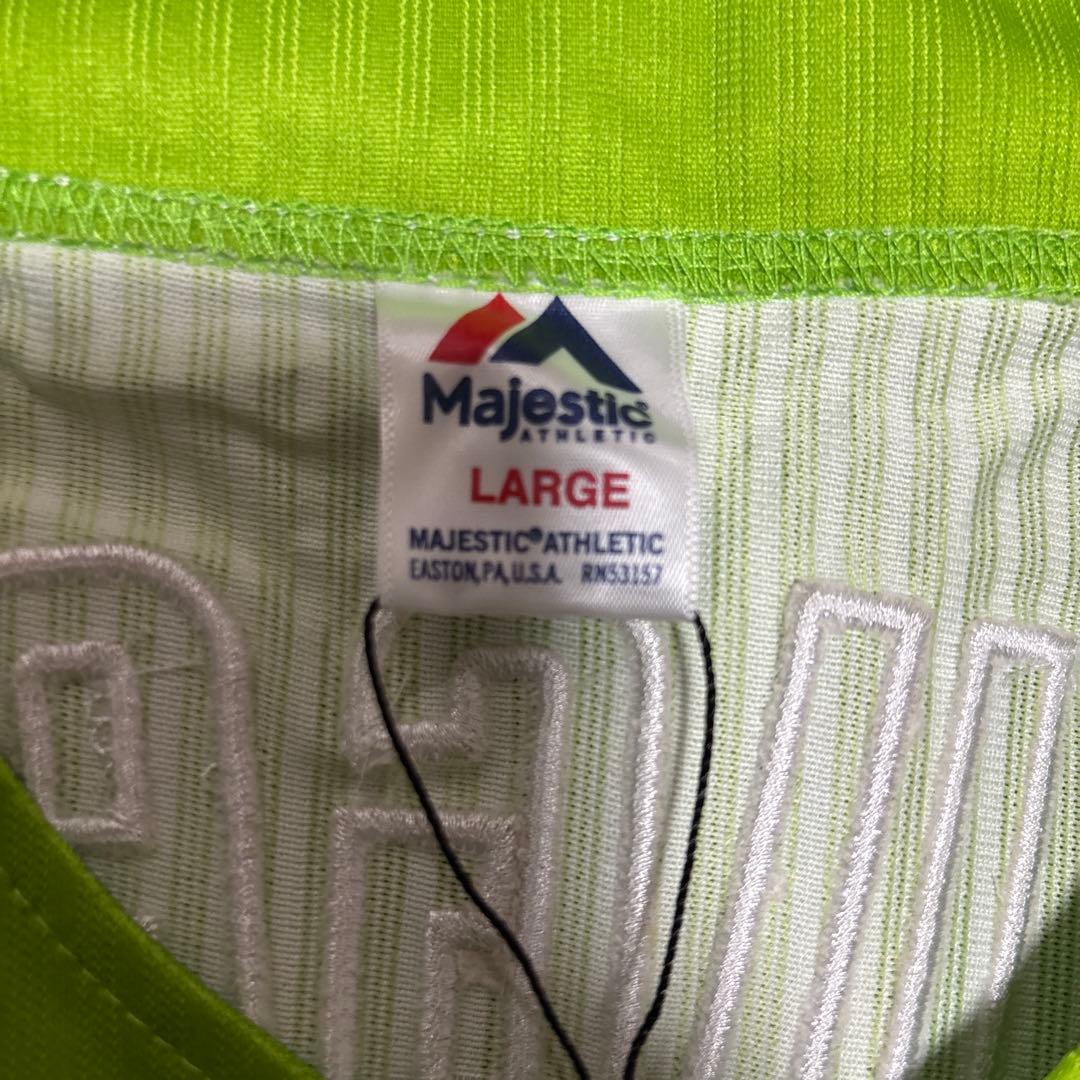 Majestic®
ATHLETIC
LARGE
MAJESTIC® ATHLETIC
EASTON, PA, U.S.A. RN53157